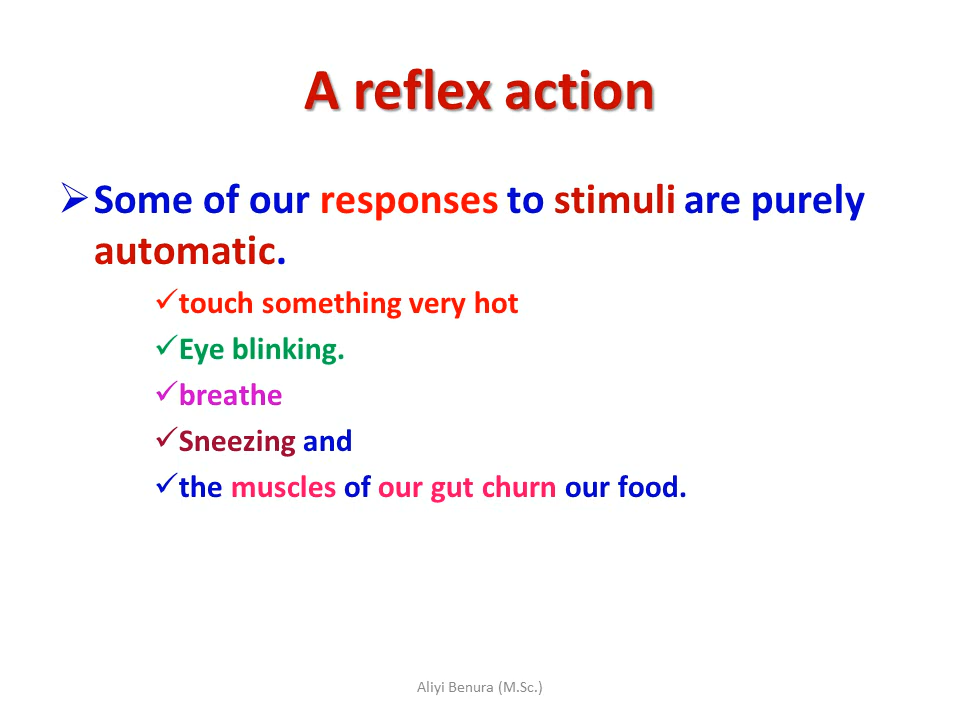 A reflex action
➢Some of our responses to stimuli are purely
automatic.
✓touch something very hot
✓Eye blinking.
✓breathe
✓Sneezing and
✓the muscles of our gut churn our food.
Aliyi Benura (M.Sc.)